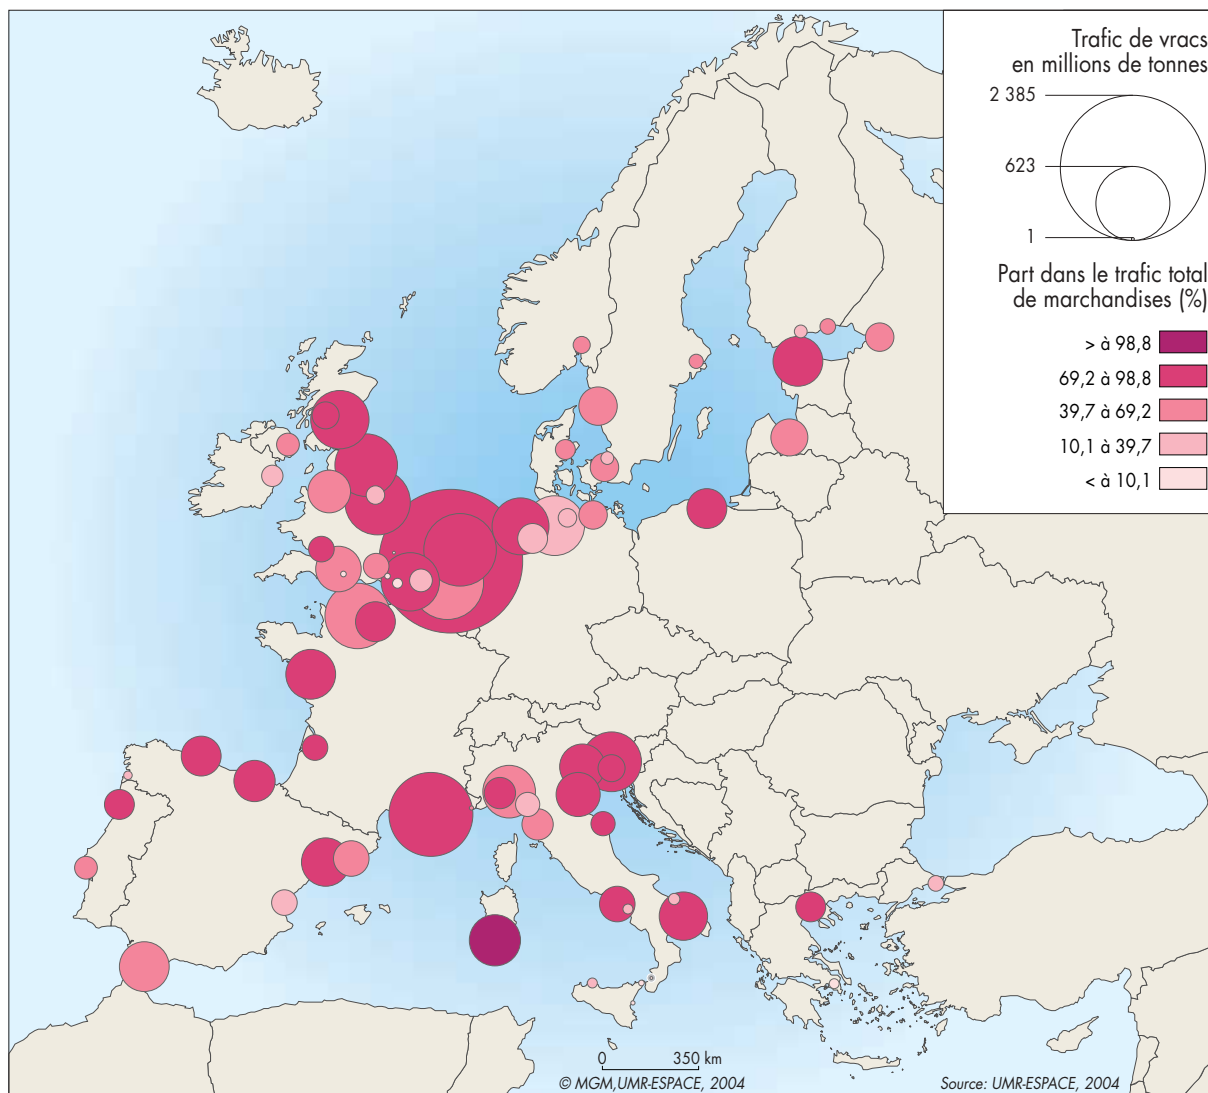 Trafic de vracs
en millions de tonnes
2 385
623
1
Part dans le trafic total
de marchandises (%)
> à 98,8
69,2 à 98,8
39,7 à 69,2
10,1 à 39,7
< à 10,1
0 350 km
© MGM,UMR-ESPACE, 2004
Source: UMR-ESPACE, 2004